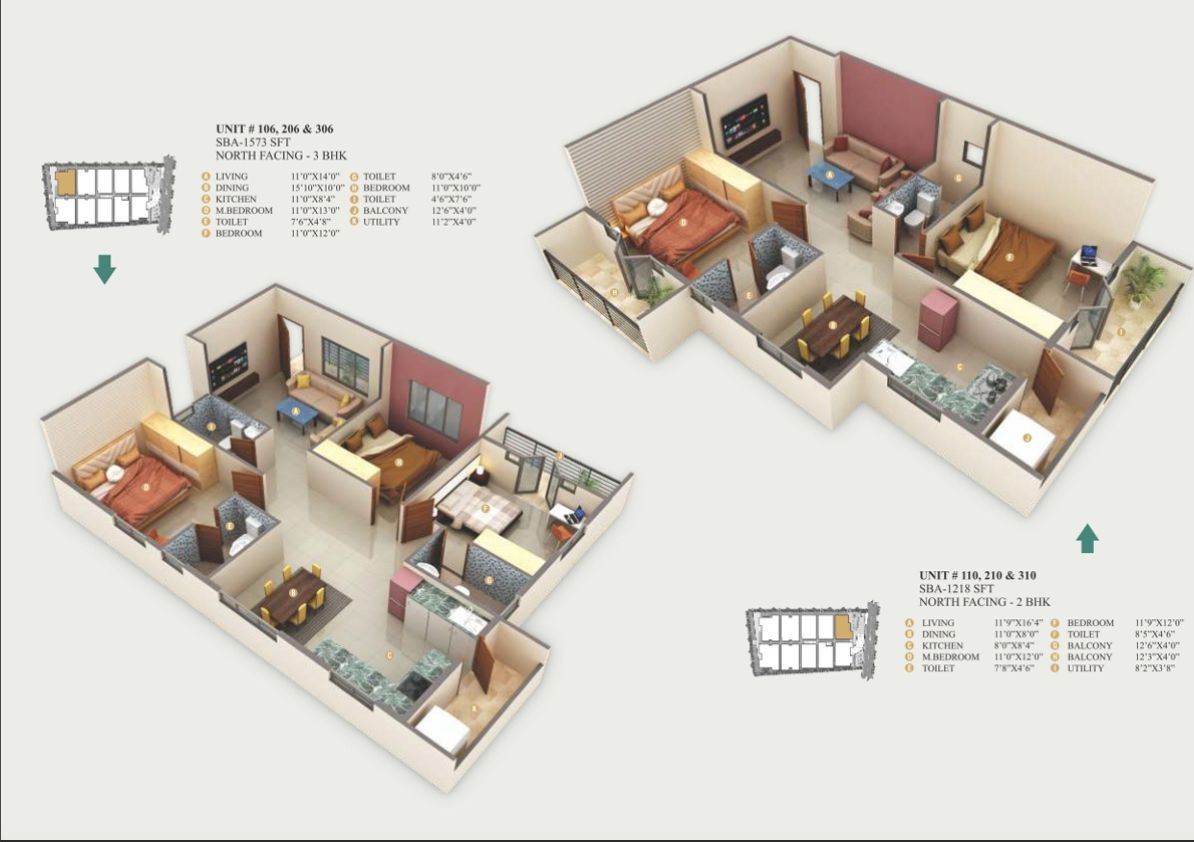 UNIT # 106, 206 & 306
SBA-1573 SFT
NORTH FACING - 3 BHK
A LIVING 11'0"X14'0" G TOILET 8'0"X4'6"
B DINING 15'10"X10'0" H BEDROOM 11'0"X10'0"
C KITCHEN 11'0"X8'4" I TOILET 4'6"X7'6"
D M.BEDROOM 11'0"X13'0" J BALCONY 12'6"X4'0"
E TOILET 7'6"X4'8" K UTILITY 11'2"X4'0"
F BEDROOM 11'0"X12'0"
UNIT # 110, 210 & 310
SBA-1218 SFT
NORTH FACING - 2 BHK
A LIVING 11'9"X16'4" F BEDROOM 11'9"X12'0"
B DINING 11'0"X8'0" F TOILET 8'5"X4'6"
C KITCHEN 8'0"X8'4" G BALCONY 12'6"X4'0"
D M.BEDROOM 11'0"X12'0" H BALCONY 12'3"X4'0"
E TOILET 7'8"X4'6" I UTILITY 8'2"X3'8"